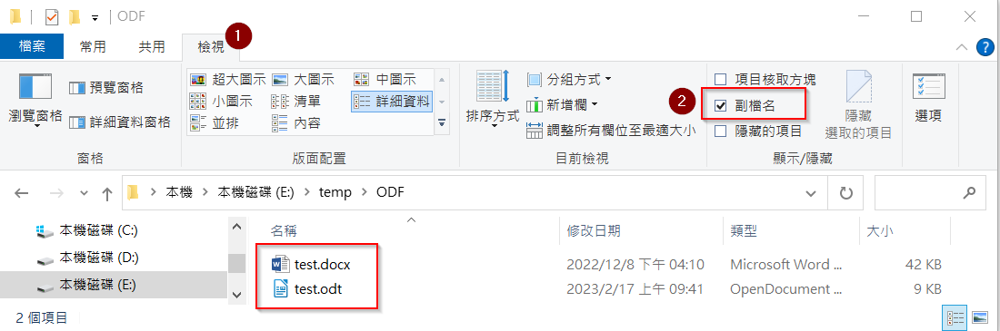 ODF
檔案 常用 共用 檢視 1
瀏覽窗格
預覽窗格
詳細資料窗格
窗格
超大圖示 大圖示 中圖示
小圖示 清單 詳細資料
並排 內容
版面配置
排序方式
分組方式
新增欄
調整所有欄位至最適大小
目前檢視
項目核取方塊
2 副檔名
隱藏的項目
隱藏
選取的項目
顯示/隱藏
選項
本機 本機磁碟 (E:) temp ODF
本機磁碟 (C:)
本機磁碟 (D:)
本機磁碟 (E:)
名稱 修改日期 類型 大小
test.docx 2022/12/8 下午 04:10 Microsoft Word ... 42 KB
test.odt 2023/2/17 上午 09:41 OpenDocument ... 9 KB
2 個項目